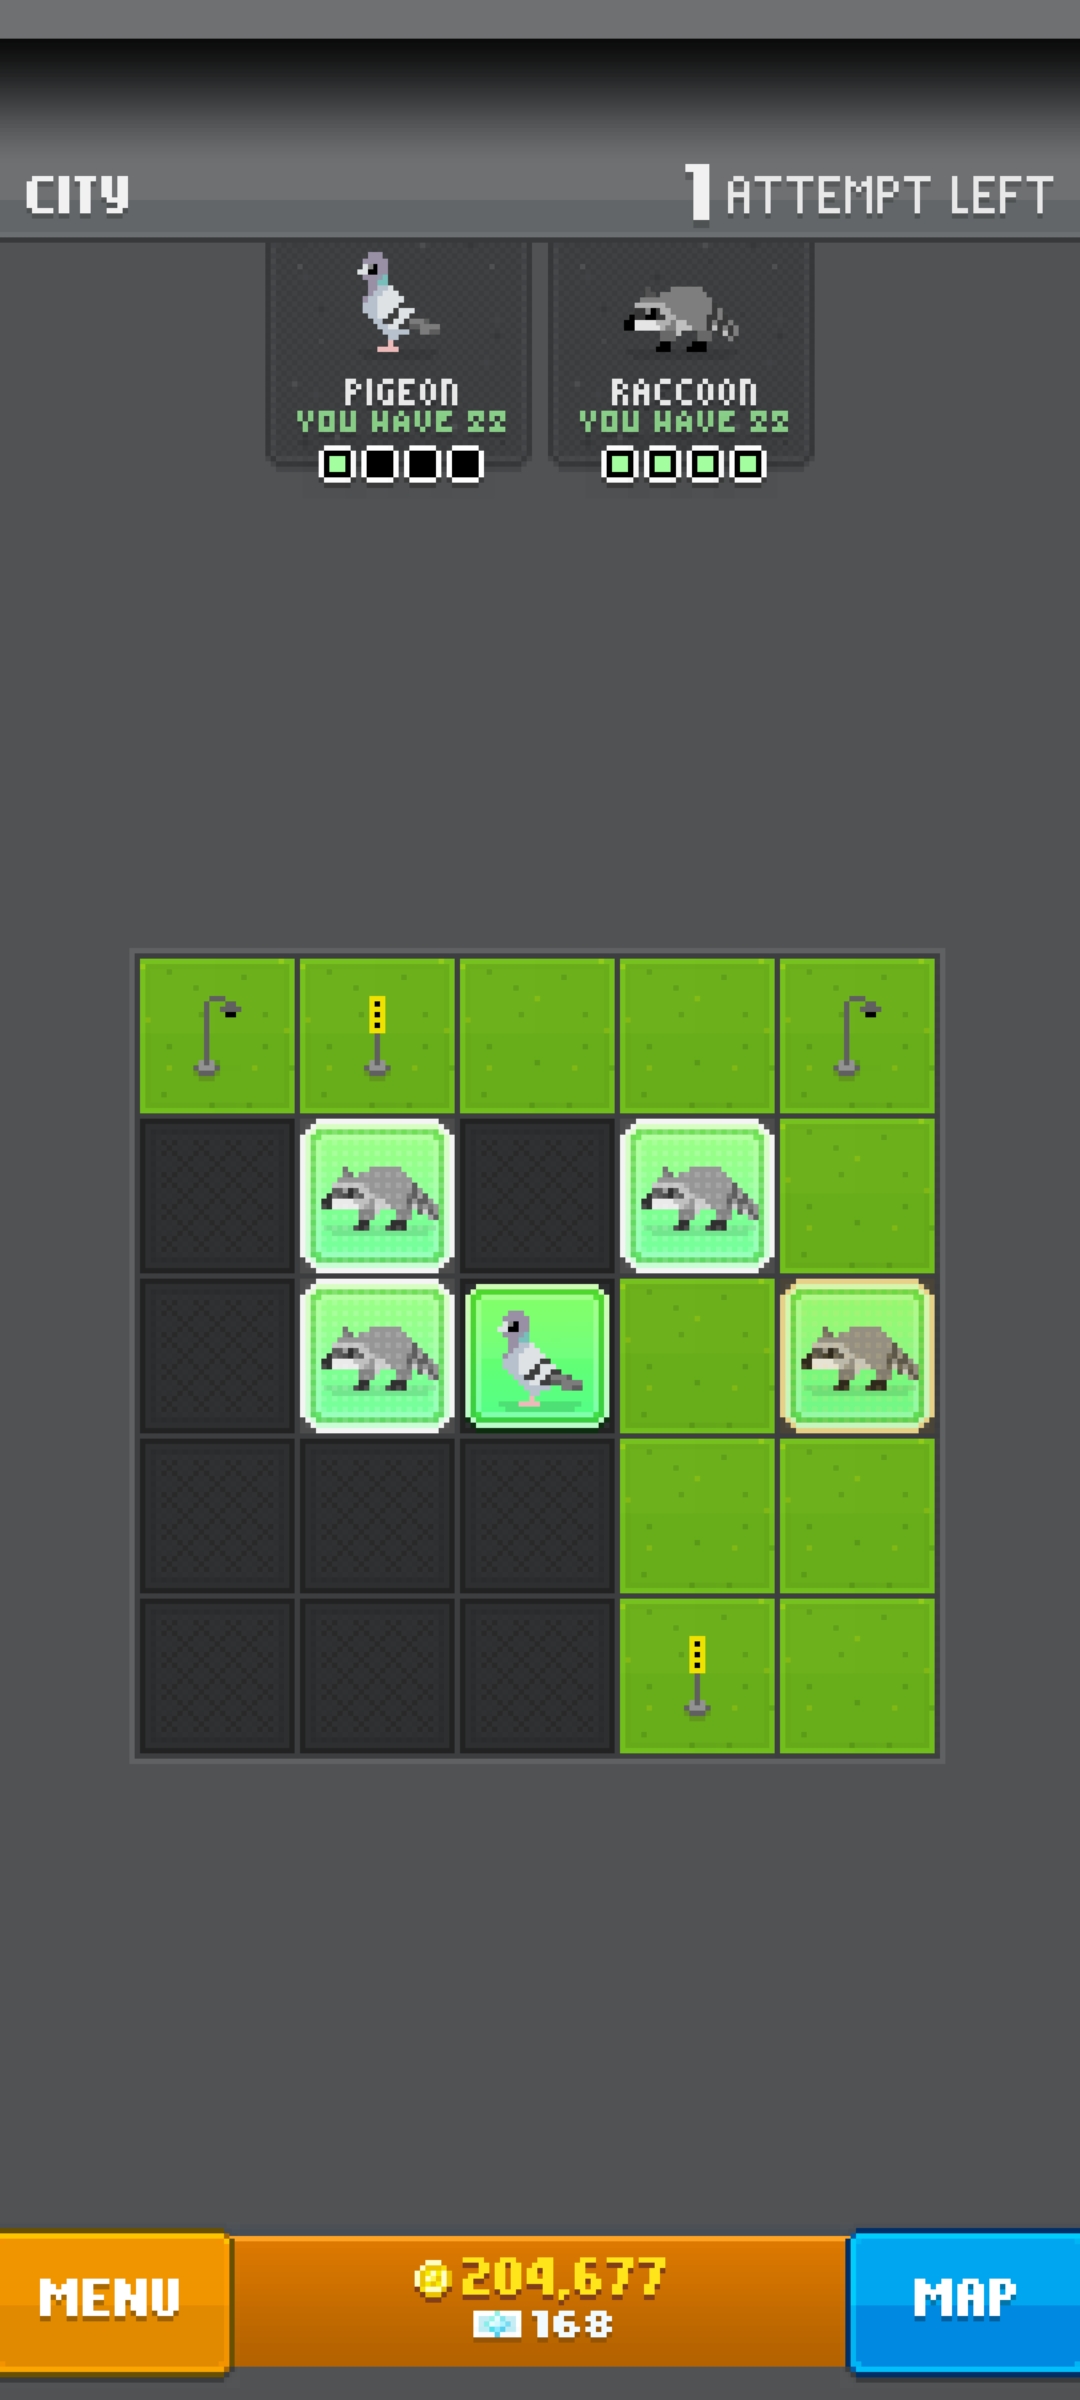 CITY
1 ATTEMPT LEFT
PIGEON
YOU HAVE 22
RACCOON
YOU HAVE 22
MENU
204,677
168
MAP